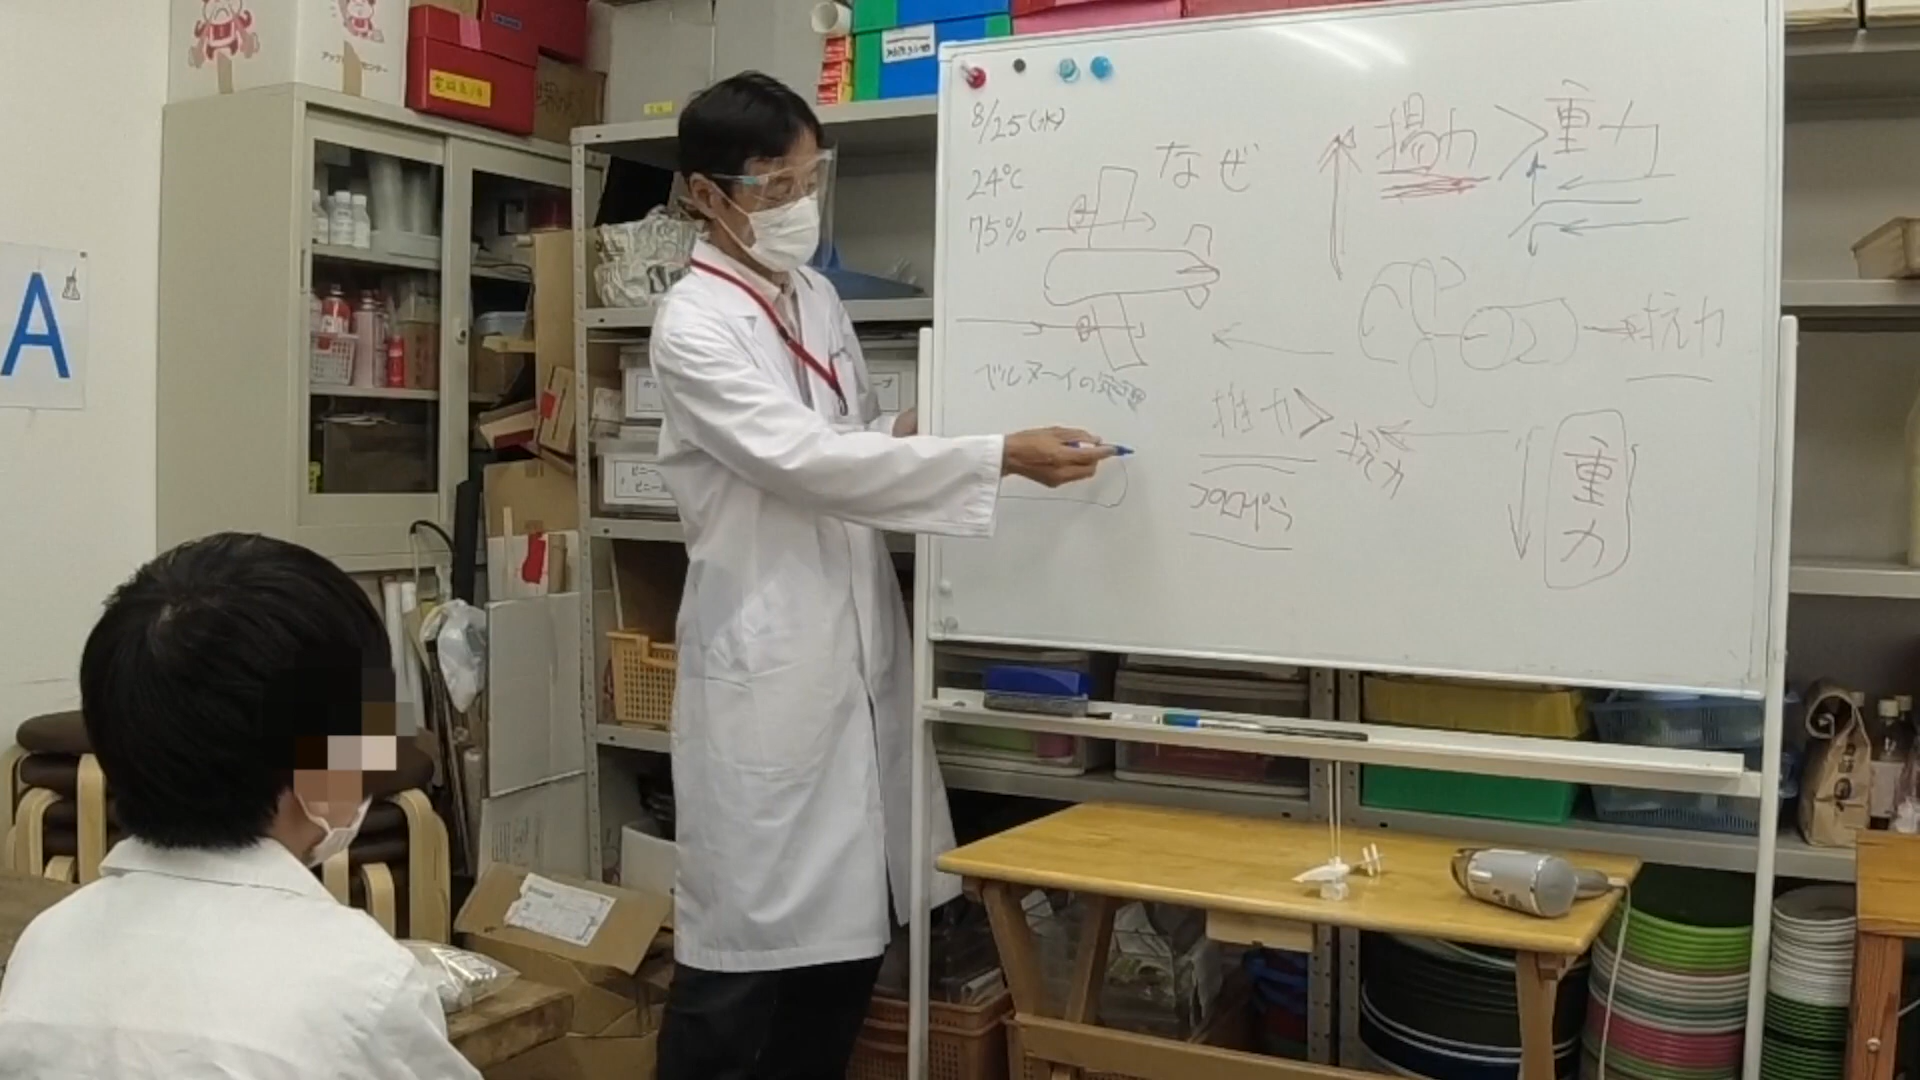 A
8/25(水)
24℃
75%
なぜ
揚力 > 重力
抗力
ベルヌーイの定理
推力 > 抗力
プロペラ
重力